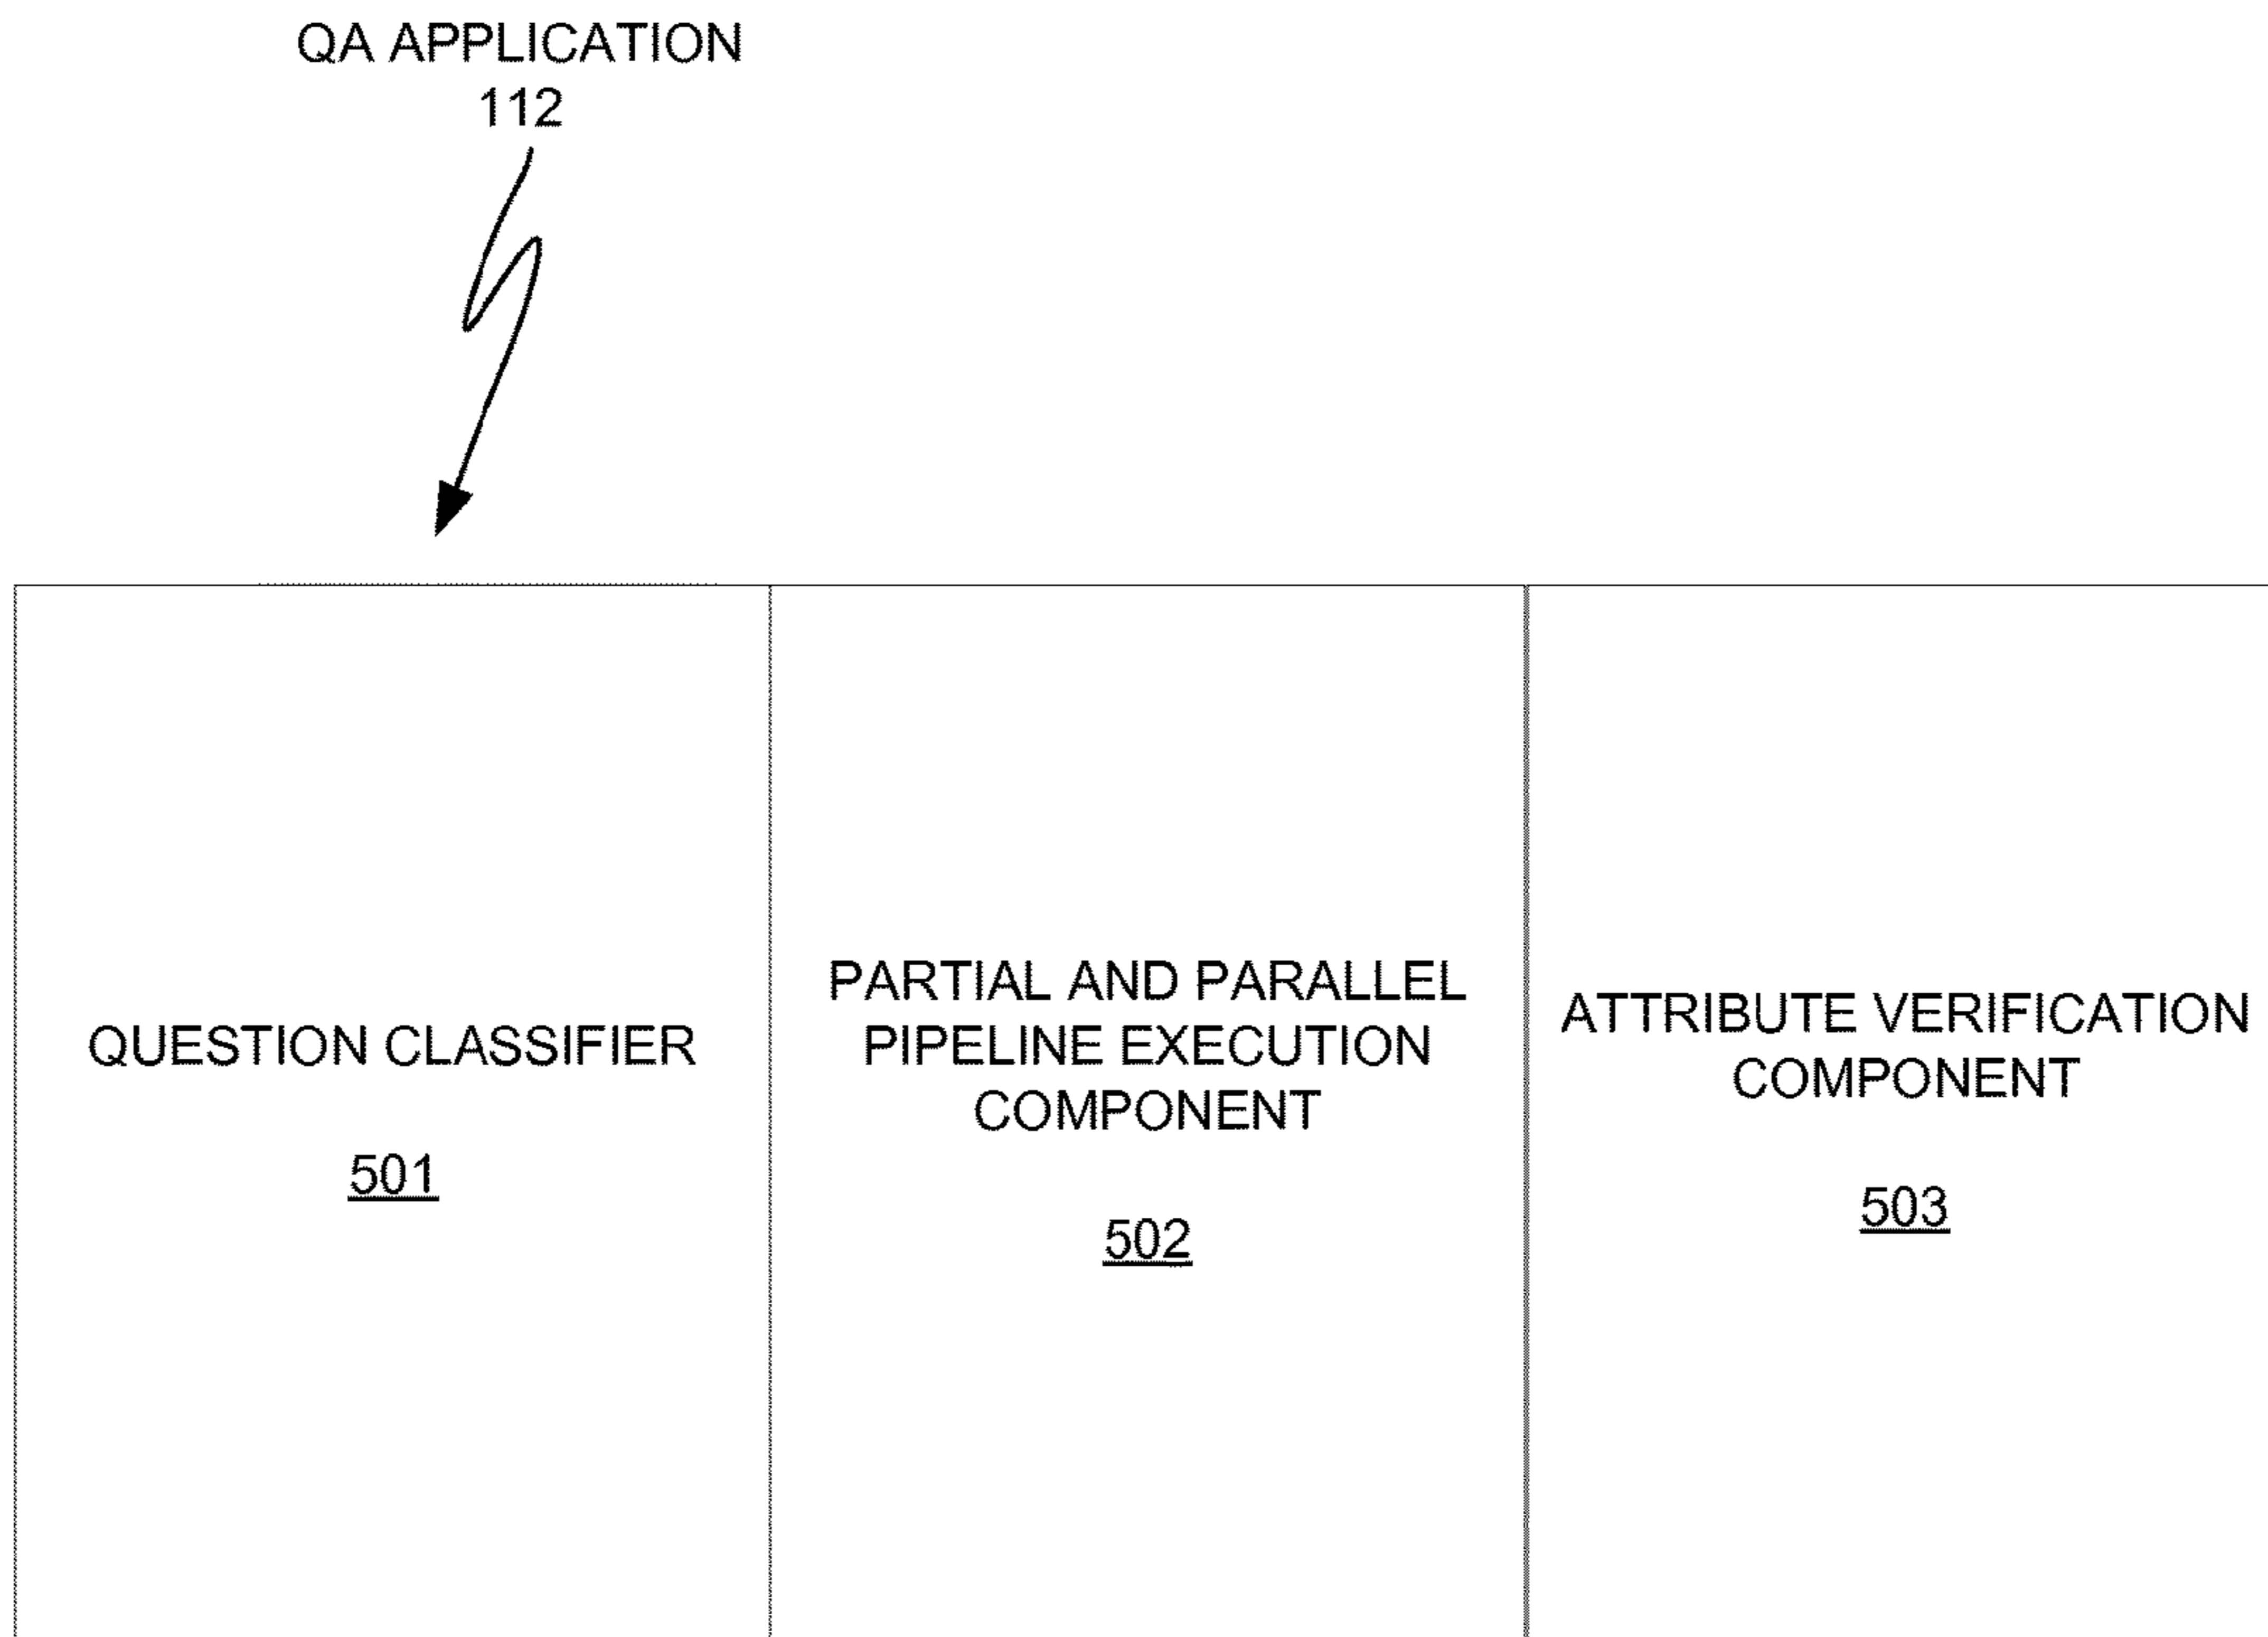 QA APPLICATION
112
QUESTION CLASSIFIER
501
PARTIAL AND PARALLEL
PIPELINE EXECUTION
COMPONENT
502
ATTRIBUTE VERIFICATION
COMPONENT
503